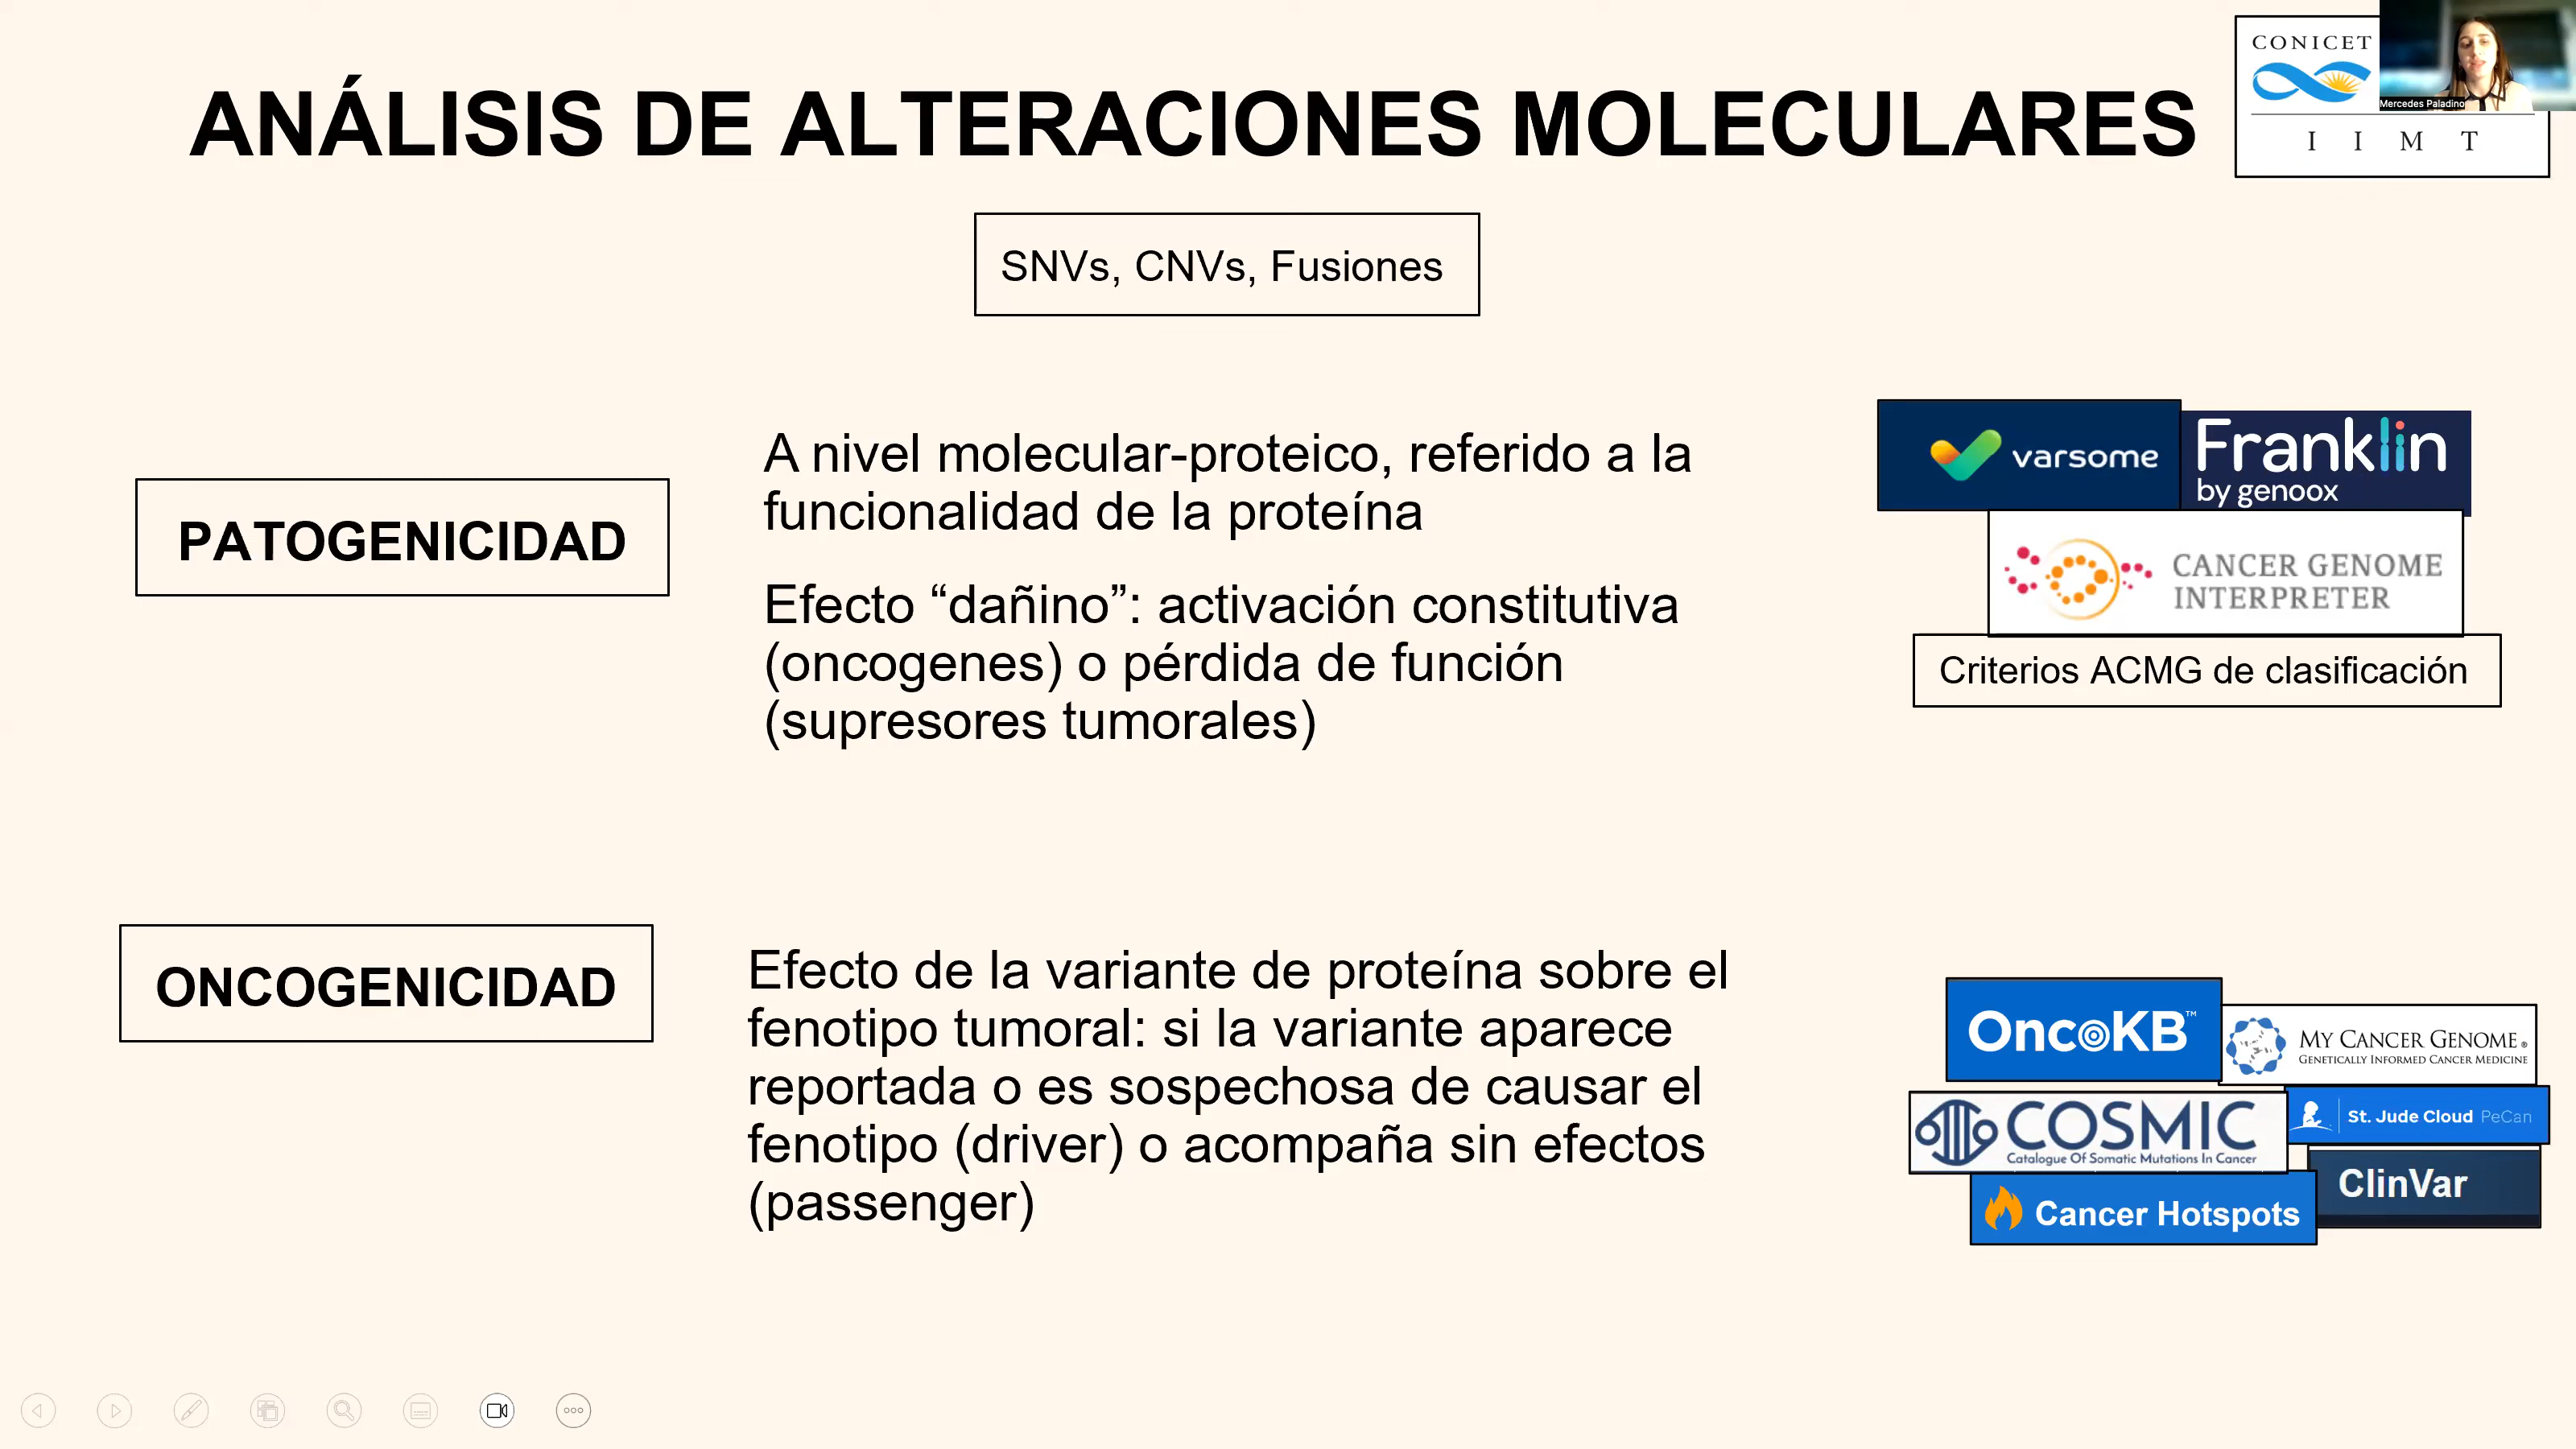 ANÁLISIS DE ALTERACIONES MOLECULARES
CONICET
I I M T
Mercedes Paladino
SNVs, CNVs, Fusiones
PATOGENICIDAD
A nivel molecular-proteico, referido a la
funcionalidad de la proteína
Efecto “dañino”: activación constitutiva
(oncogenes) o pérdida de función
(supresores tumorales)
varsome
Franklin
by genoox
CANCER GENOME
INTERPRETER
Criterios ACMG de clasificación
ONCOGENICIDAD
Efecto de la variante de proteína sobre el
fenotipo tumoral: si la variante aparece
reportada o es sospechosa de causar el
fenotipo (driver) o acompaña sin efectos
(passenger)
OncoKB™
MY CANCER GENOME®
GENETICALLY INFORMED CANCER MEDICINE
COSMIC
Catalogue Of Somatic Mutations In Cancer
St. Jude Cloud PeCan
ClinVar
Cancer Hotspots